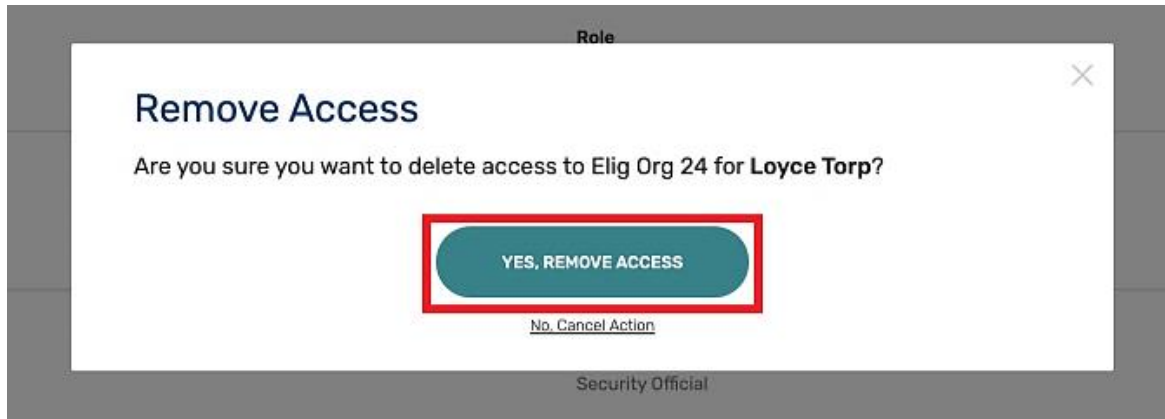 Role
Remove Access
Are you sure you want to delete access to Elig Org 24 for Loyce Torp?
YES, REMOVE ACCESS
No, Cancel Action
Security Official